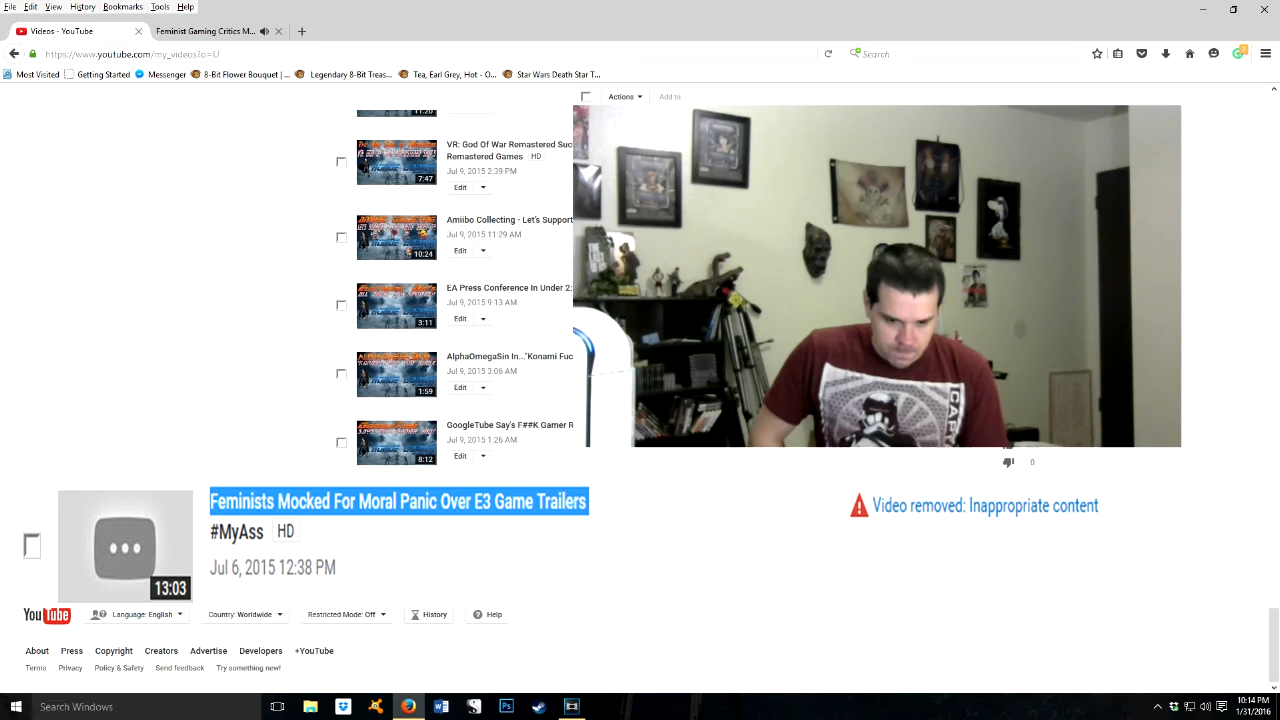 File Edit View History Bookmarks Tools Help
My Videos - YouTube
Feminist Gaming Critics M...
https://www.youtube.com/my_videos?o=U
Search
Most Visited
Getting Started
Messenger
8-Bit Flower Bouquet | ...
Legendary 8-Bit Treas...
Tea, Earl Grey, Hot - O...
Star Wars Death Star T...
Actions
Add to
11:20
VR: God Of War Remastered Suc
Remastered Games HD
Jul 9, 2015 2:39 PM
7:47
Edit
Amiibo Collecting - Let's Support
Jul 9, 2015 11:29 AM
Edit
10:24
EA Press Conference In Under 2:
Jul 9, 2015 9:13 AM
Edit
3:11
AlphaOmegaSin In..."Konami Fuc
Jul 9, 2015 3:06 AM
Edit
1:59
GoogleTube Say's F##K Gamer R
Jul 9, 2015 1:26 AM
Edit
8:12
0
Feminists Mocked For Moral Panic Over E3 Game Trailers
#MyAss HD
Jul 6, 2015 12:38 PM
13:03
Video removed: Inappropriate content
YouTube
Language: English
Country: Worldwide
Restricted Mode: Off
History
Help
About Press Copyright Creators Advertise Developers +YouTube
Terms Privacy Policy & Safety Send feedback Try something new!
Search Windows
10:14 PM
1/31/2016